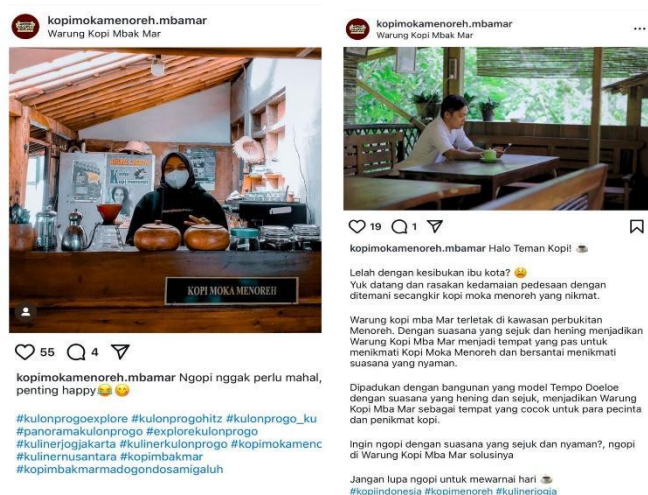 kopimokamenoreh.mbamar
Warung Kopi Mbak Mar
KOPI MOKA MENOREH
55 4
kopimokamenoreh.mbamar Ngopi nggak perlu mahal,
penting happy😂😋
#kulonprogoexplore #kulonprogohitz #kulonprogo_ku
#panoramakulonprogo #explorekulonprogo
#kulinerjogjakarta #kulinerkulonprogo #kopimokameno
#kulinernusantara #kopimbakmar
#kopimbakmarmadogondosamigaluh
kopimokamenoreh.mbamar
Warung Kopi Mbak Mar
19 1
kopimokamenoreh.mbamar Halo Teman Kopi! ☕
Lelah dengan kesibukan ibu kota? 😩
Yuk datang dan rasakan kedamaian pedesaan dengan
ditemani secangkir kopi moka menoreh yang nikmat.
Warung kopi mba Mar terletak di kawasan perbukitan
Menoreh. Dengan suasana yang sejuk dan hening menjadikan
Warung Kopi Mba Mar menjadi tempat yang pas untuk
menikmati Kopi Moka Menoreh dan bersantai menikmati
suasana yang nyaman.
Dipadukan dengan bangunan yang model Tempo Doeloe
dengan suasana yang hening dan sejuk, menjadikan Warung
Kopi Mba Mar sebagai tempat yang cocok untuk para pecinta
dan penikmat kopi.
Ingin ngopi dengan suasana yang sejuk dan nyaman?, ngopi
di Warung Kopi Mba Mar solusinya
Jangan lupa ngopi untuk mewarnai hari ☕
#kopiindonesia #kopimenoreh #kulinerjogja